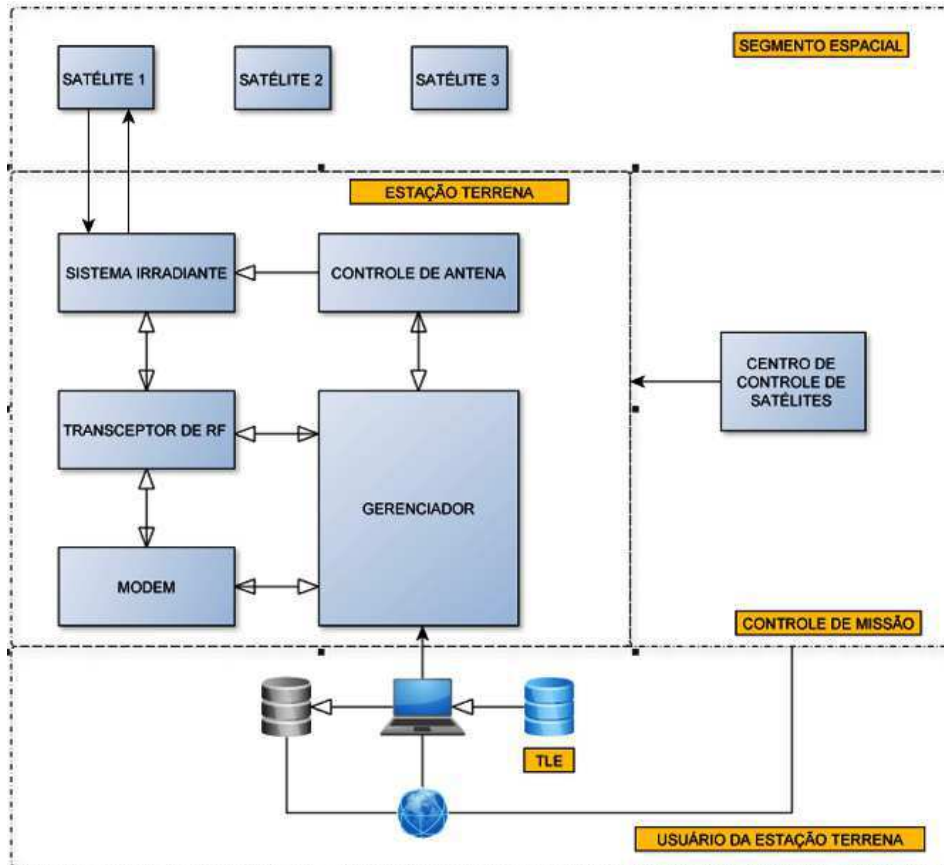 SEGMENTO ESPACIAL
SATÉLITE 1
SATÉLITE 2
SATÉLITE 3
ESTAÇÃO TERRENA
SISTEMA IRRADIANTE
CONTROLE DE ANTENA
CENTRO DE
CONTROLE DE
SATÉLITES
TRANSCEPTOR DE RF
GERENCIADOR
MODEM
CONTROLE DE MISSÃO
TLE
USUÁRIO DA ESTAÇÃO TERRENA